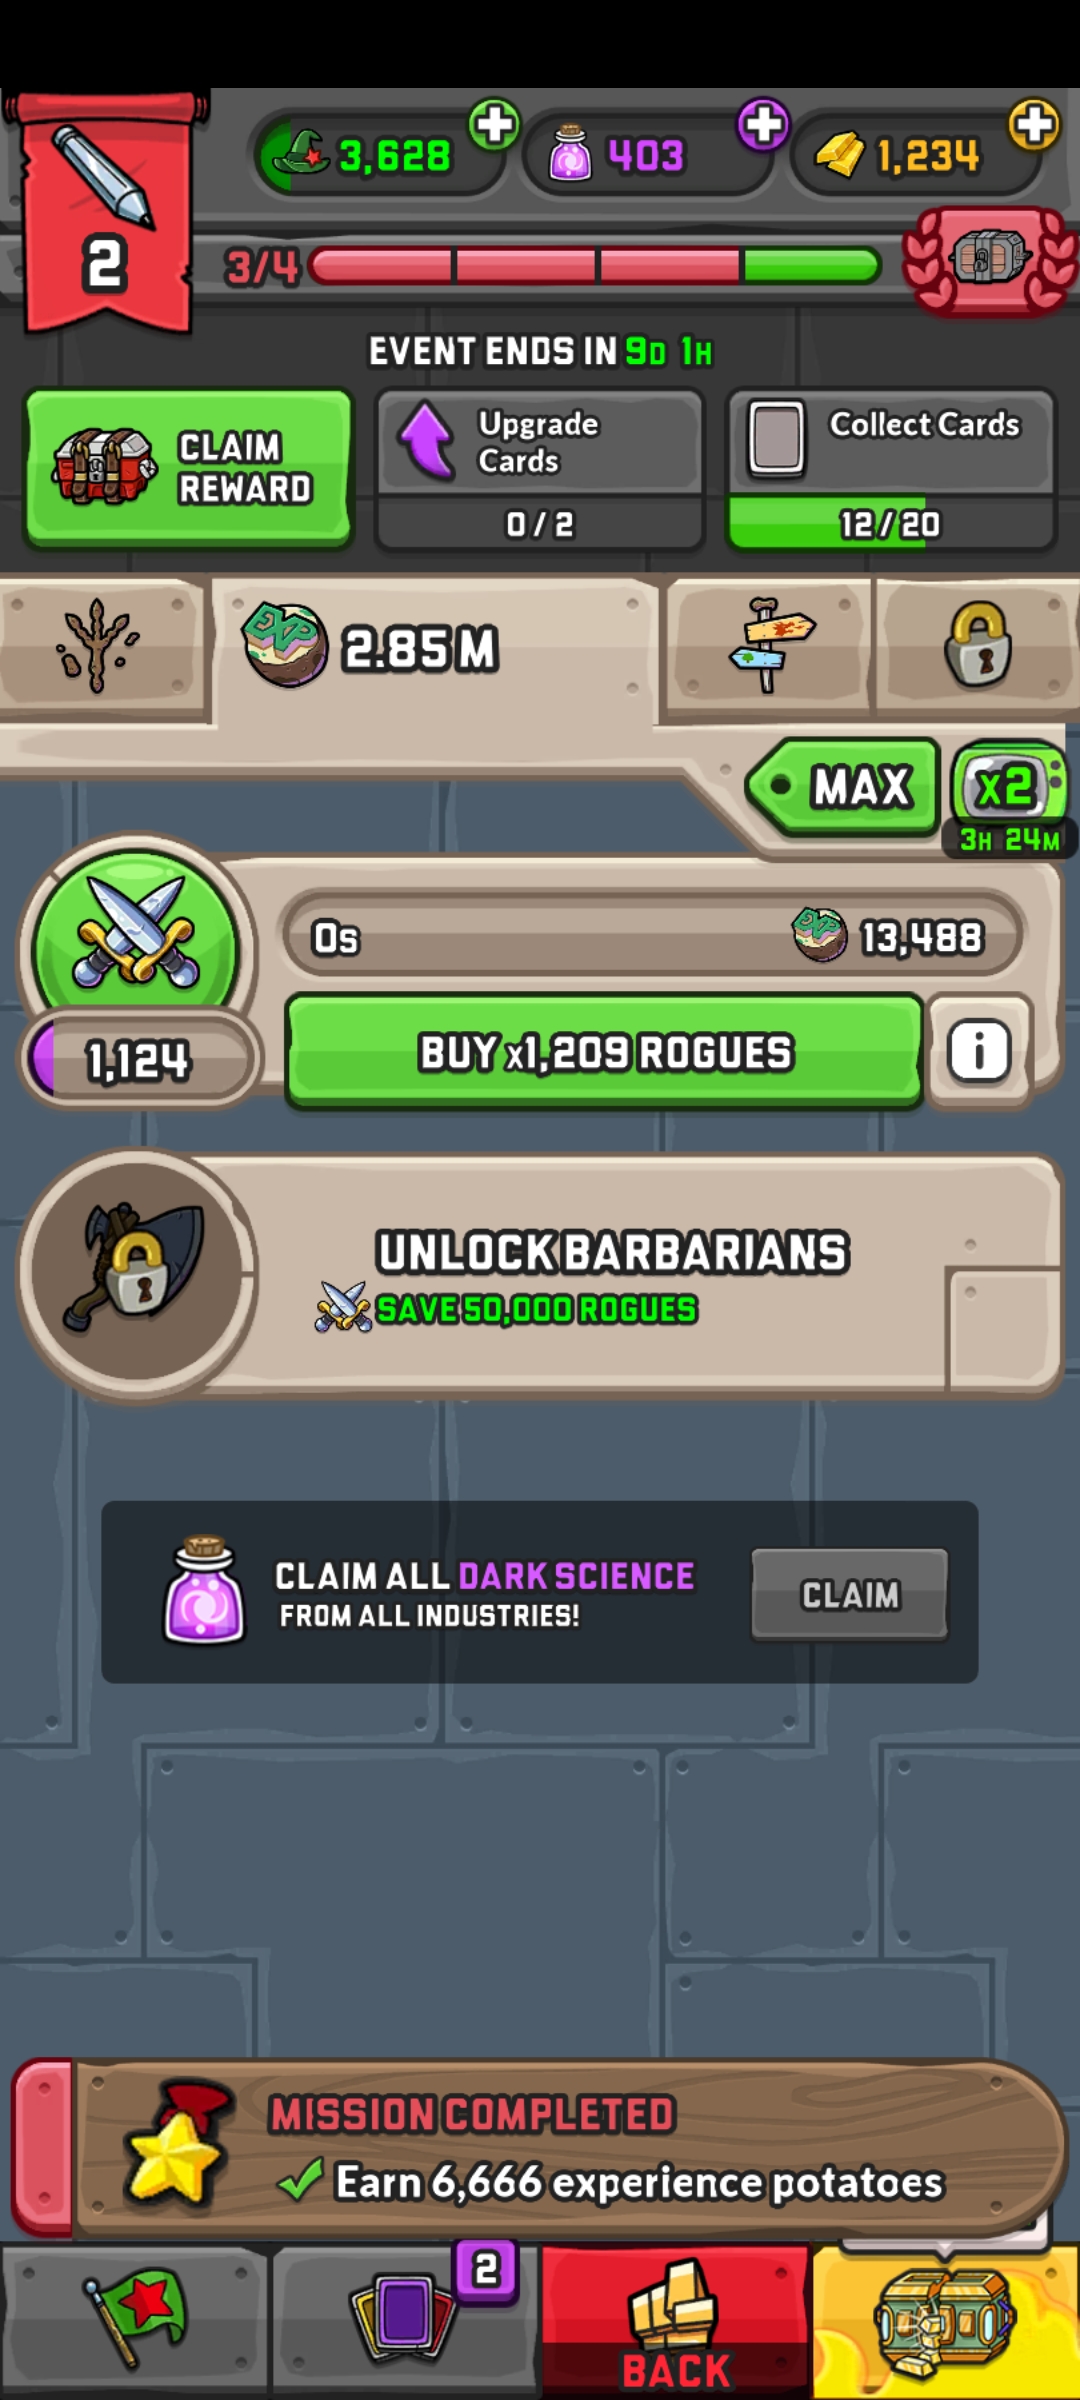 3,628
403
1,234
2
3/4
EVENT ENDS IN 9D 1H
CLAIM
REWARD
Upgrade
Cards
0 / 2
Collect Cards
12 / 20
EXP
2.85 M
MAX
x2
3H 24M
0s
EXP
13,488
1,124
BUY x1,209 ROGUES
i
UNLOCK BARBARIANS
SAVE 50,000 ROGUES
CLAIM ALL DARK SCIENCE
FROM ALL INDUSTRIES!
CLAIM
MISSION COMPLETED
Earn 6,666 experience potatoes
2
BACK